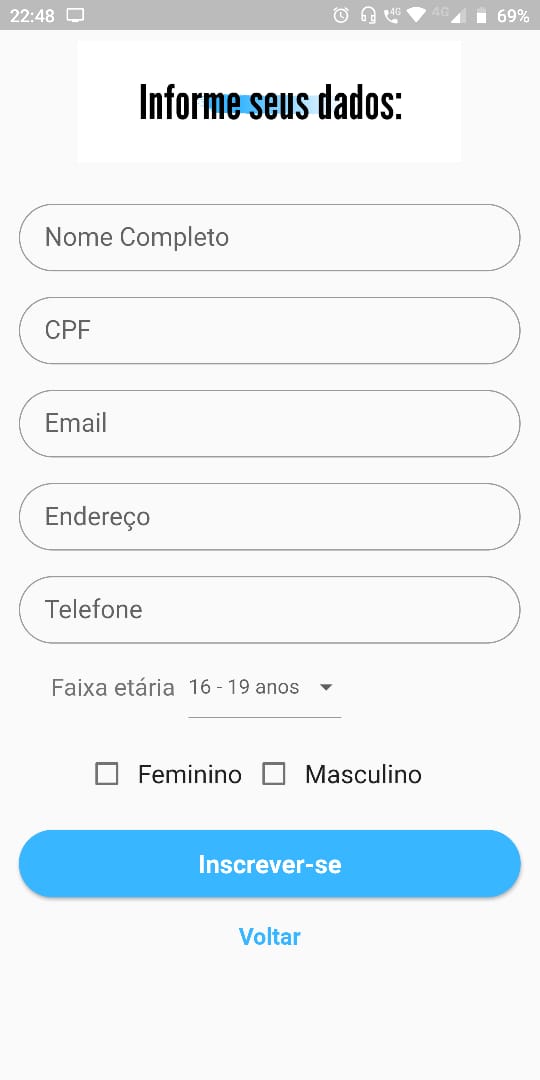 22:48 4G 4G 69%
Informe seus dados:
Nome Completo
CPF
Email
Endereço
Telefone
Faixa etária 16 - 19 anos
Feminino Masculino
Inscrever-se
Voltar